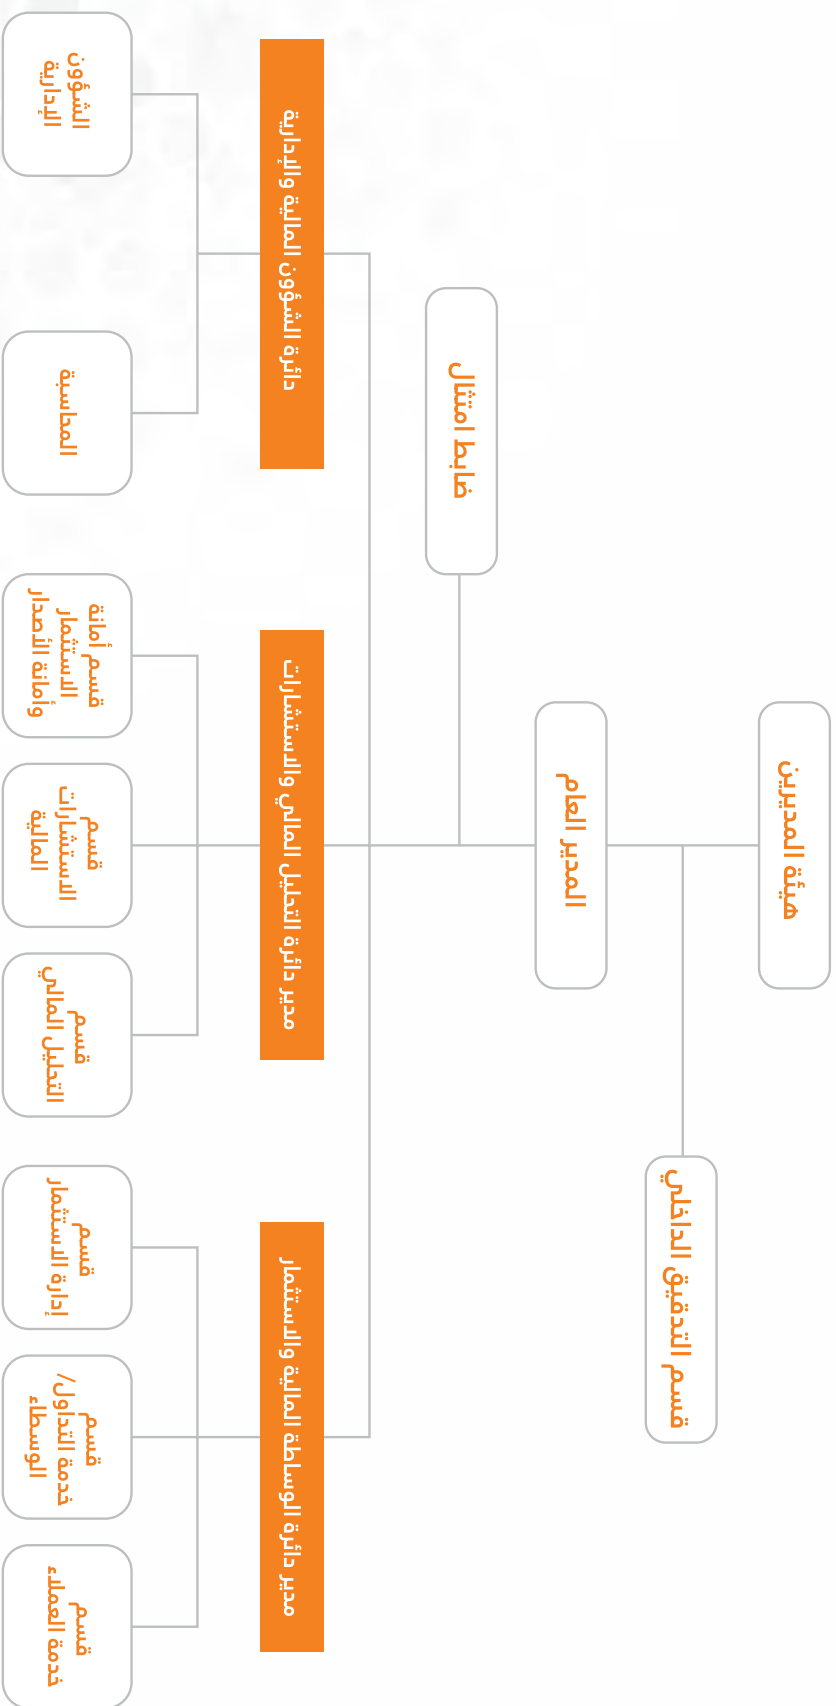 هيئة المديرين
قسم التدقيق الداخلي
المدير العام
ضابط امتثال
مدير دائرة الوساطة المالية والاستثمار
مدير دائرة التحليل المالي والاستشارات
دائرة الشؤون المالية والإدارية
قسم
خدمة العملاء
قسم
خدمة التداول/
الوسطاء
قسم
إدارة الاستثمار
قسم
التحليل المالي
قسم
الاستشارات
المالية
قسم أمانة
الاستثمار
وأمانة الأصدار
المحاسبة
الشؤون
الإدارية